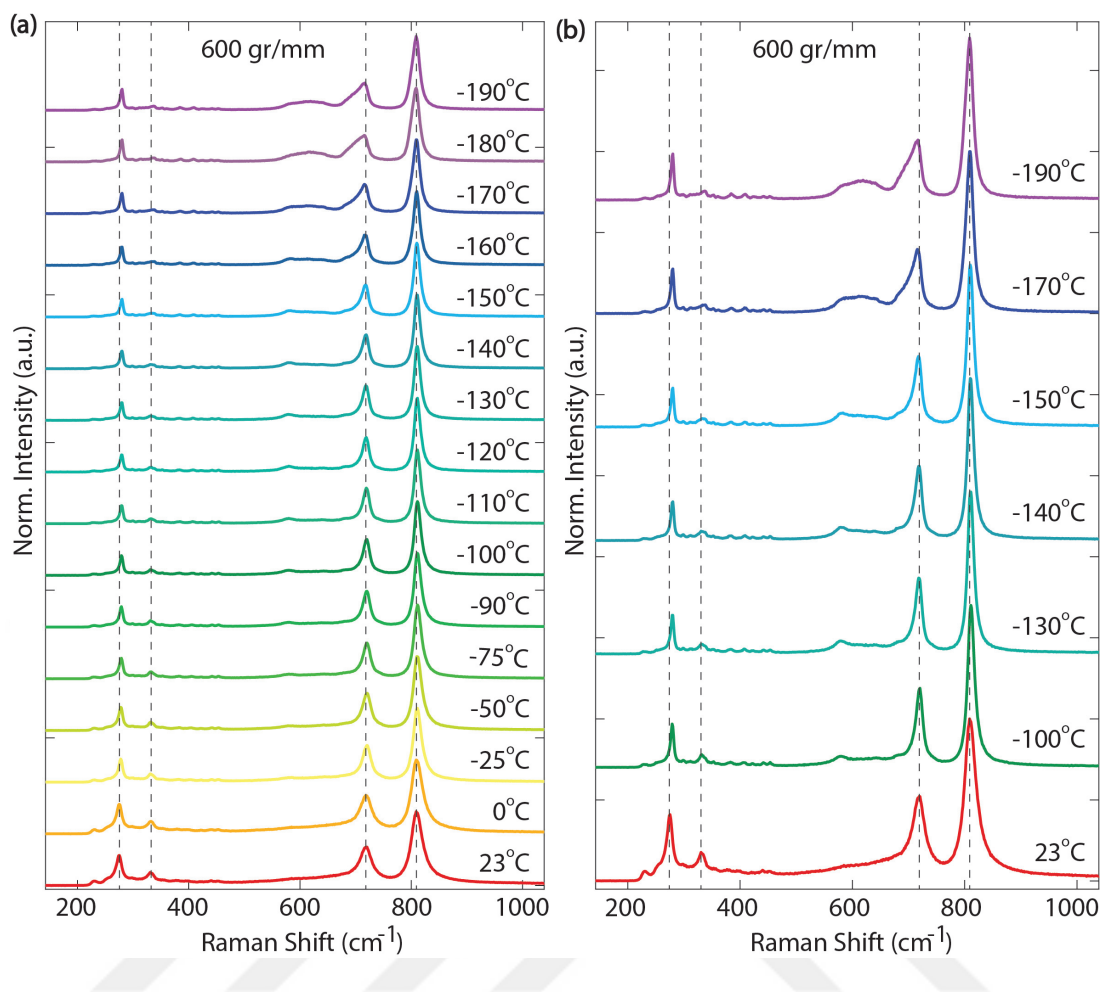 (a)
600 gr/mm
-190°C
-180°C
-170°C
-160°C
-150°C
-140°C
-130°C
-120°C
-110°C
-100°C
-90°C
-75°C
-50°C
-25°C
0°C
23°C
Norm. Intensity (a.u.)
200 400 600 800 1000
Raman Shift (cm⁻¹)
(b)
600 gr/mm
-190°C
-170°C
-150°C
-140°C
-130°C
-100°C
23°C
Norm. Intensity (a.u.)
200 400 600 800 1000
Raman Shift (cm⁻¹)